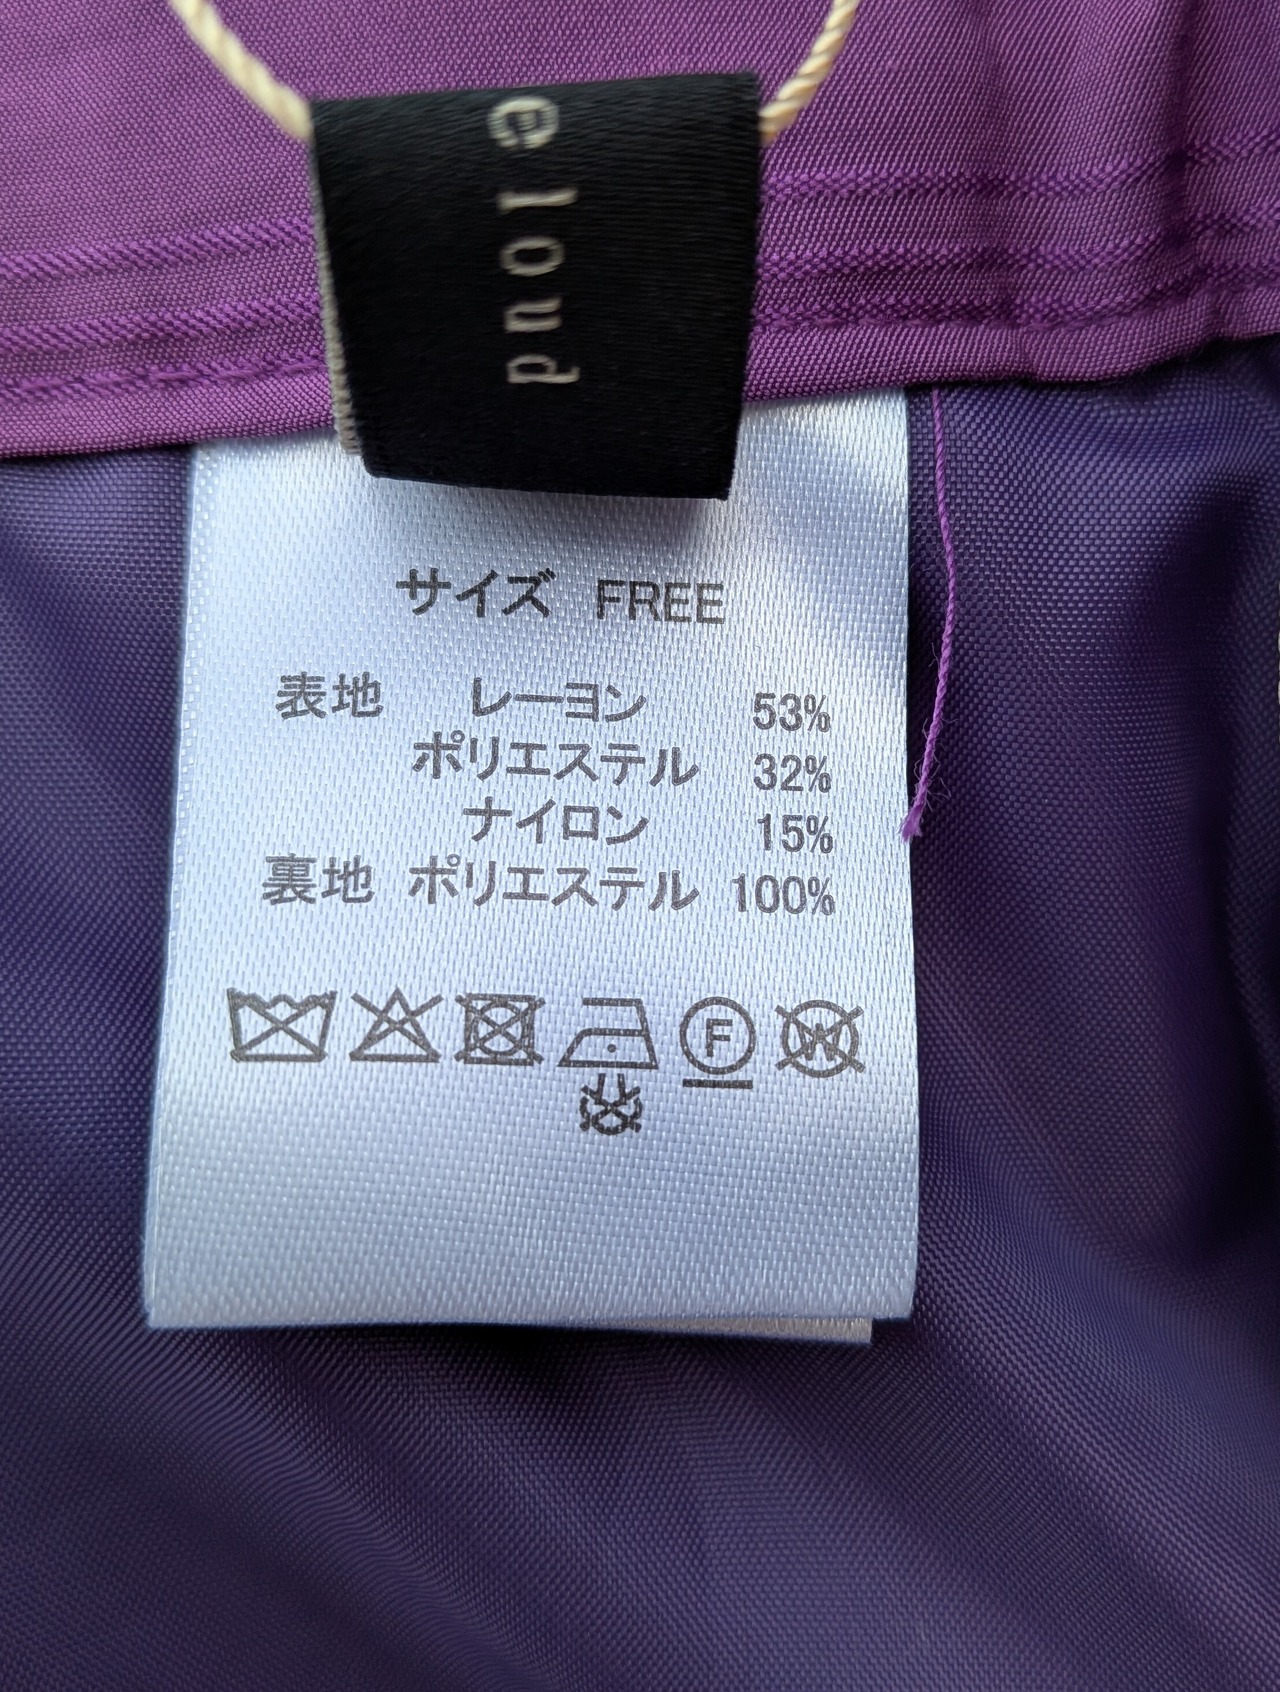 eloud
サイズ FREE
表地 レーヨン 53%
ポリエステル 32%
ナイロン 15%
裏地 ポリエステル 100%
F
W